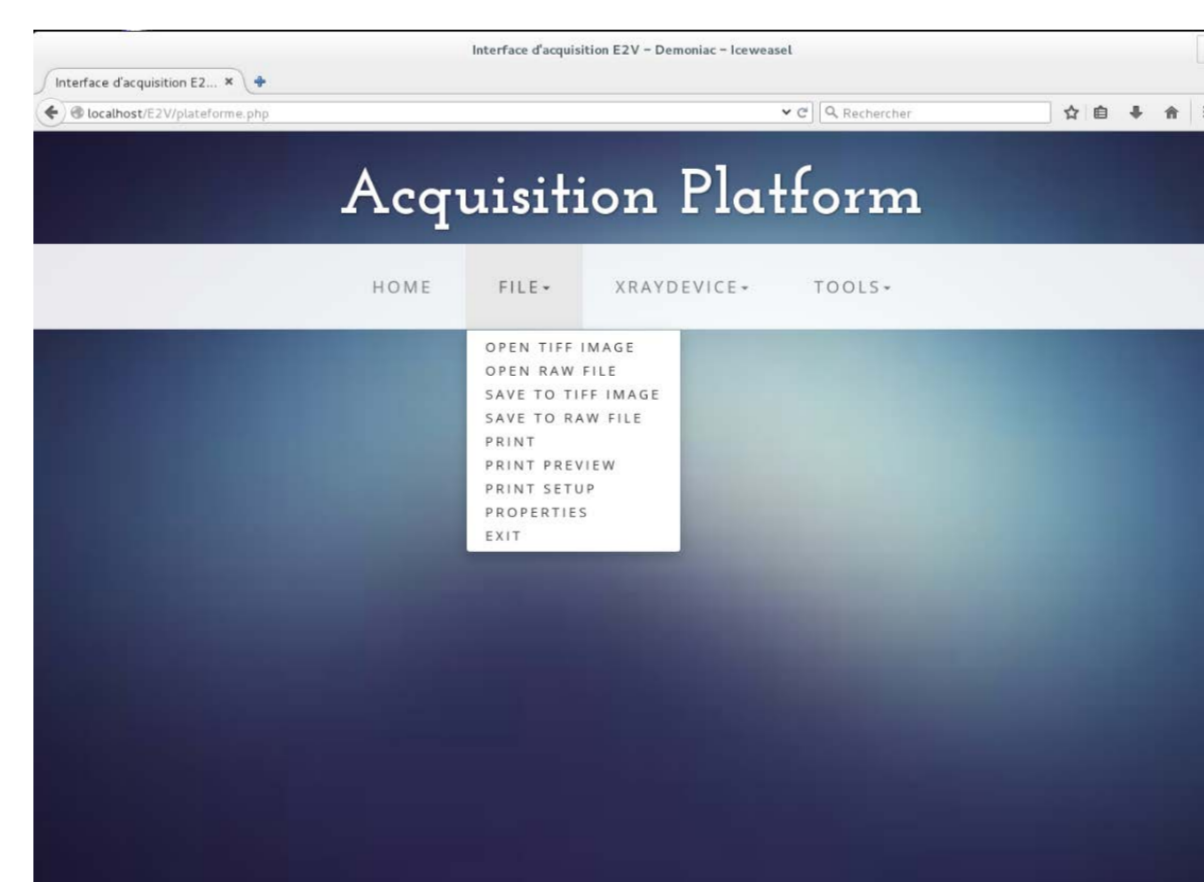 Interface d'acquisition E2V – Demoniac – Iceweasel
Interface d'acquisition E2... ×
localhost/E2V/plateforme.php
Rechercher
Acquisition Platform
HOME FILE XRAYDEVICE TOOLS
OPEN TIFF IMAGE
OPEN RAW FILE
SAVE TO TIFF IMAGE
SAVE TO RAW FILE
PRINT
PRINT PREVIEW
PRINT SETUP
PROPERTIES
EXIT